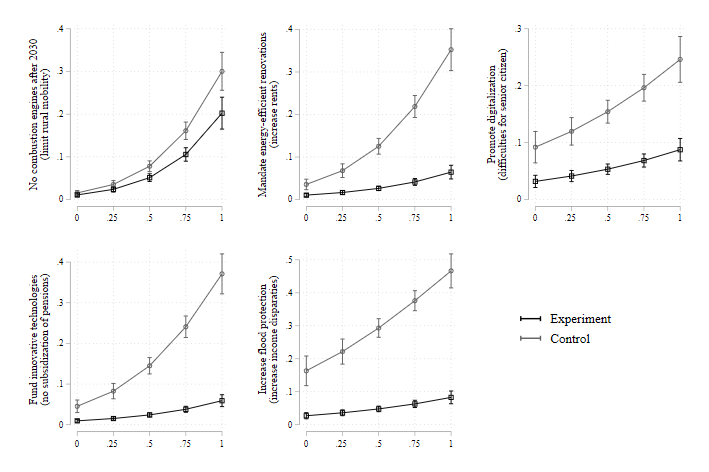 No combustion engines after 2030
(limit rural mobility)
.4
.3
.2
.1
0
0 .25 .5 .75 1
Mandate energy-efficient renovations
(increase rents)
.4
.3
.2
.1
0
0 .25 .5 .75 1
Promote digitalization
(difficulties for senior citizen)
.3
.2
.1
0
0 .25 .5 .75 1
Fund innovative technologies
(no subsidization of pensions)
.4
.3
.2
.1
0
0 .25 .5 .75 1
Increase flood protection
(increase income disparties)
.5
.4
.3
.2
.1
0
0 .25 .5 .75 1
Experiment
Control